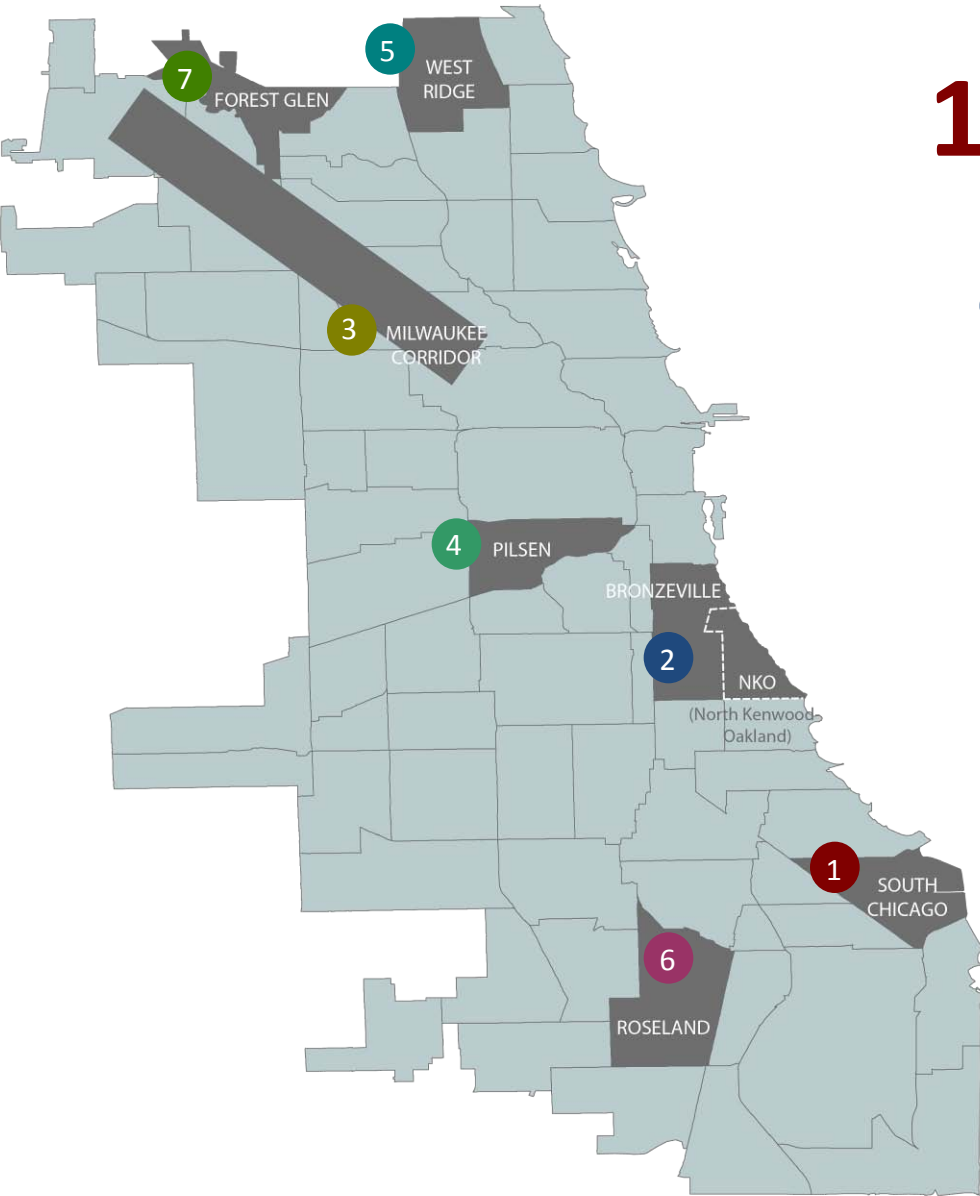 5
WEST
RIDGE
7
FOREST GLEN
1
3
MILWAUKEE
CORRIDOR
4
PILSEN
BRONZEVILLE
2
NKO
(North Kenwood-
Oakland)
1
SOUTH
CHICAGO
6
ROSELAND